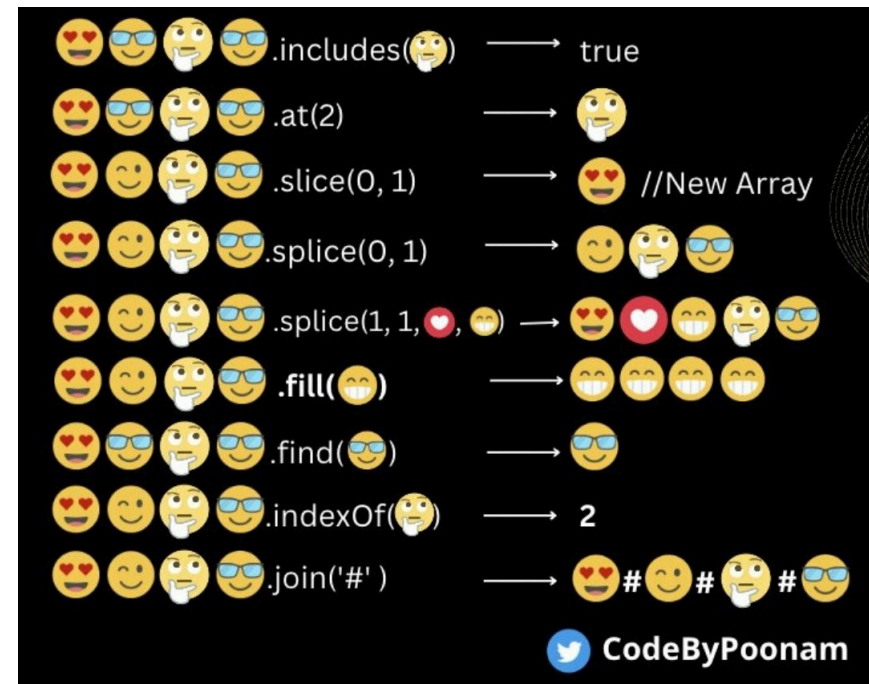 😍😎🤔😎.includes(🤔) → true
😍😎🤔😎.at(2) → 🤔
😍😉🤔😎.slice(0, 1) → 😍 //New Array
😍😉🤔😎.splice(0, 1) → 😉🤔😎
😍😉🤔😎.splice(1, 1,❤, 😁) → 😍❤😁🤔😎
😍😉🤔😎.fill(😁) → 😁😁😁😁
😍😎🤔😎.find(😎) → 😎
😍😉🤔😎.indexOf(🤔) → 2
😍😉🤔😎.join('#' ) → 😍#😉#🤔#😎
CodeByPoonam